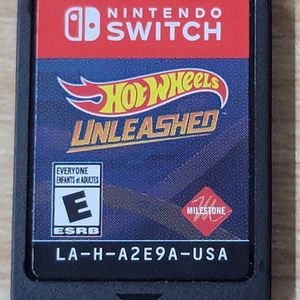 NINTENDO
SWITCH
HOT WHEELS
UNLEASHED
EVERYONE
ENFANTS et ADULTES
E
ESRB
MILESTONE
LA-H-A2E9A-USA